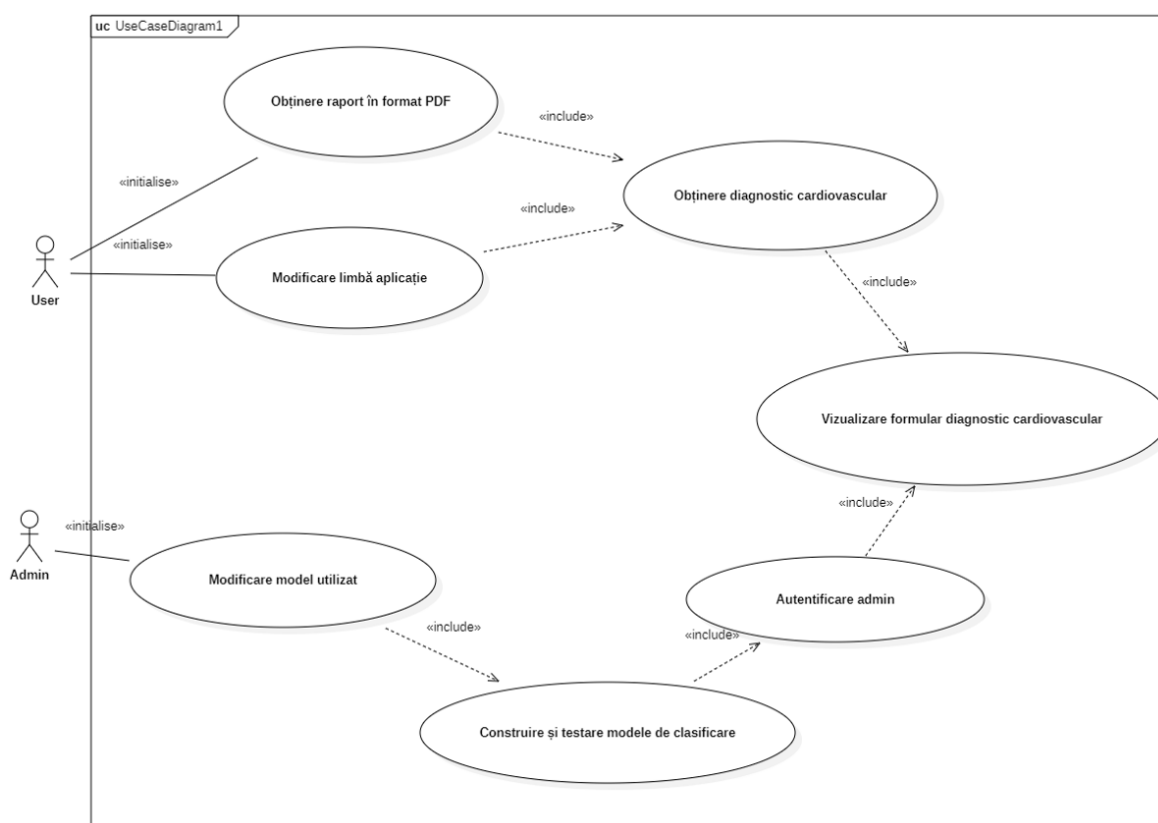 uc UseCaseDiagram1
Obținere raport în format PDF
«include»
«initialise»
Obținere diagnostic cardiovascular
«include»
«initialise»
Modificare limbă aplicație
User
«include»
Vizualizare formular diagnostic cardiovascular
«include»
«initialise»
Admin
Modificare model utilizat
Autentificare admin
«include»
«include»
Construire și testare modele de clasificare